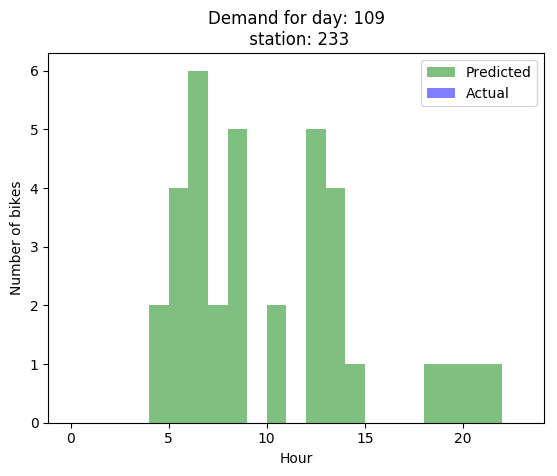 Demand for day: 109
station: 233
Predicted
Actual
6
5
4
3
2
1
0
Number of bikes
0 5 10 15 20
Hour